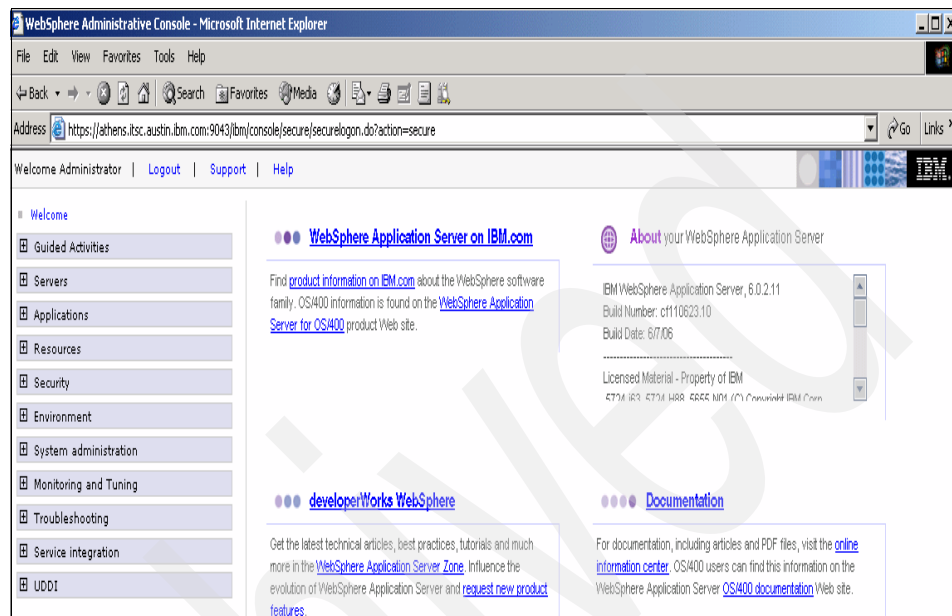 WebSphere Administrative Console - Microsoft Internet Explorer
File Edit View Favorites Tools Help
Back Search Favorites Media
Address https://athens.itsc.austin.ibm.com:9043/ibm/console/secure/securelogon.do?action=secure Go Links
Welcome Administrator | Logout | Support | Help
IBM.
Welcome
Guided Activities
Servers
Applications
Resources
Security
Environment
System administration
Monitoring and Tuning
Troubleshooting
Service integration
UDDI
WebSphere Application Server on IBM.com
Find product information on IBM.com about the WebSphere software
family. OS/400 information is found on the WebSphere Application
Server for OS/400 product Web site.
About your WebSphere Application Server
IBM WebSphere Application Server, 6.0.2.11
Build Number: cf110623.10
Build Date: 6/7/06
--------------------------------------
Licensed Material - Property of IBM
5724-i63, 5724-H88, 5655-N01 (C) Copyright IBM Corp.
developerWorks WebSphere
Get the latest technical articles, best practices, tutorials and much
more in the WebSphere Application Server Zone. Influence the
evolution of WebSphere Application Server and request new product
features.
Documentation
For documentation, including articles and PDF files, visit the online
information center. OS/400 users can find this information on the
WebSphere Application Server OS/400 documentation Web site.